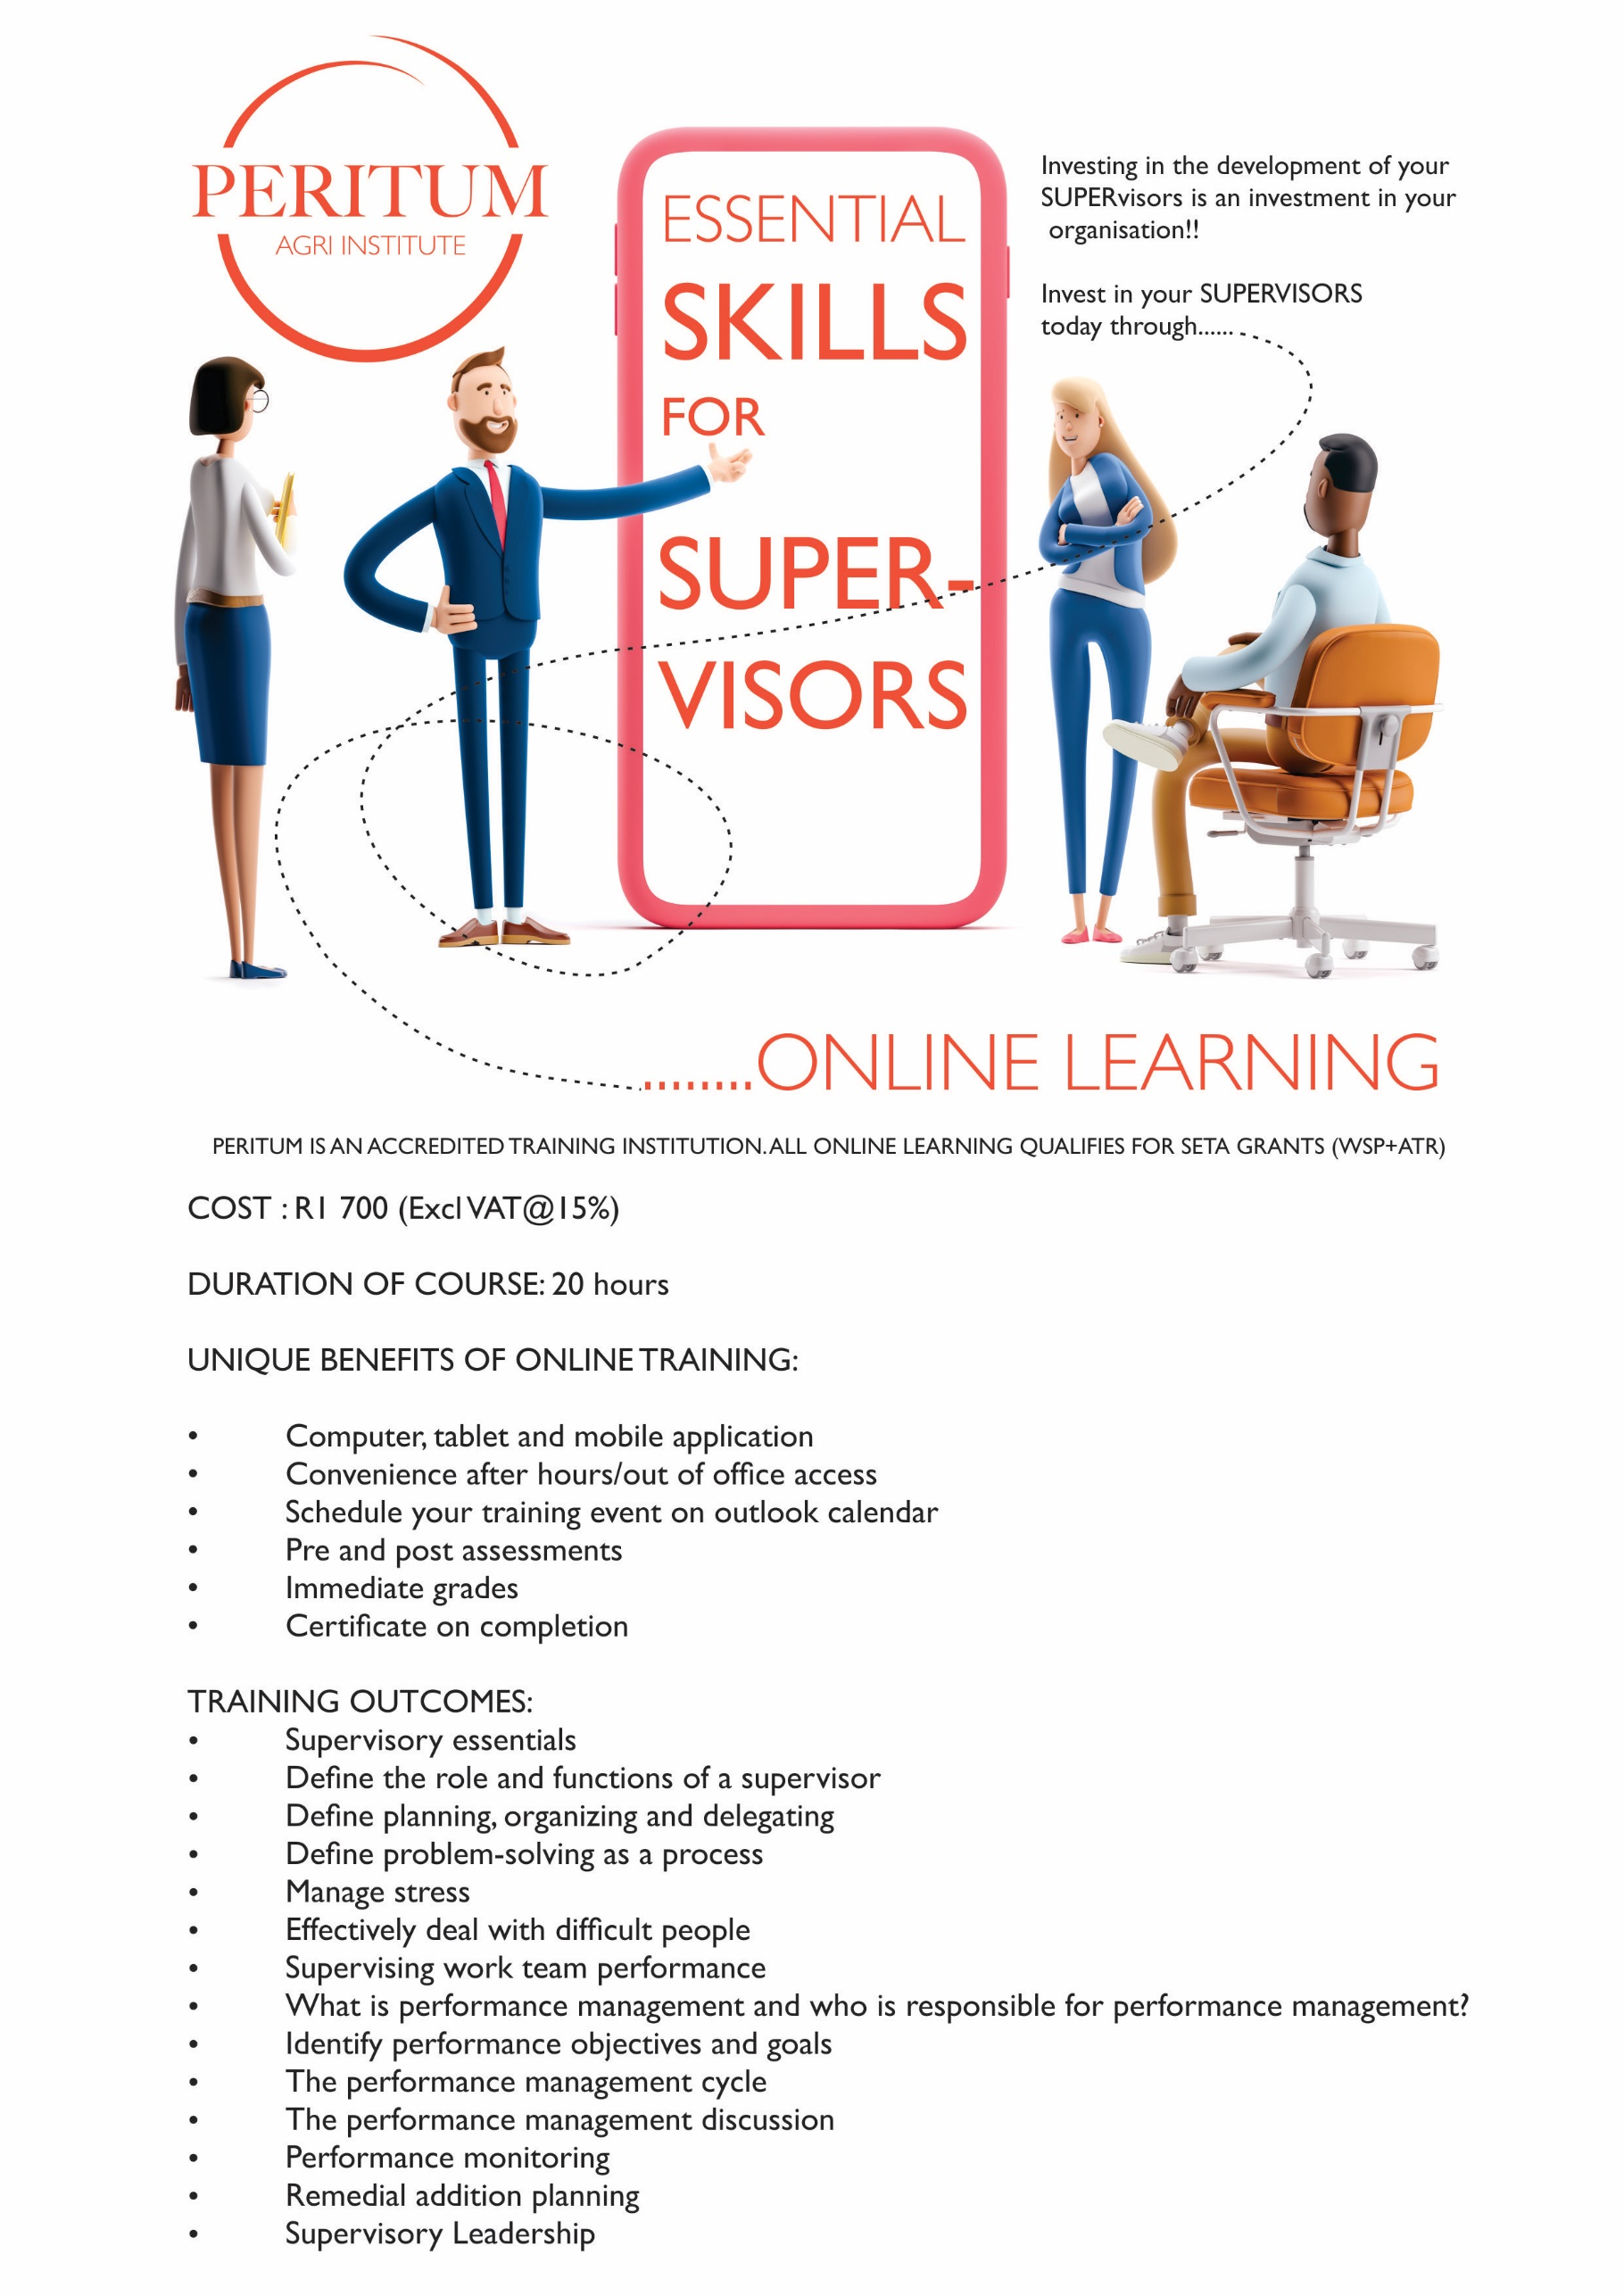 PERITUM
AGRI INSTITUTE
ESSENTIAL
SKILLS
FOR
SUPER-
VISORS
Investing in the development of your
SUPERvisors is an investment in your
organisation!!
Invest in your SUPERVISORS
today through......
........ONLINE LEARNING
PERITUM IS AN ACCREDITED TRAINING INSTITUTION. ALL ONLINE LEARNING QUALIFIES FOR SETA GRANTS (WSP+ATR)
COST : R1 700 (Excl VAT@15%)
DURATION OF COURSE: 20 hours
UNIQUE BENEFITS OF ONLINE TRAINING:
• Computer, tablet and mobile application
• Convenience after hours/out of office access
• Schedule your training event on outlook calendar
• Pre and post assessments
• Immediate grades
• Certificate on completion
TRAINING OUTCOMES:
• Supervisory essentials
• Define the role and functions of a supervisor
• Define planning, organizing and delegating
• Define problem-solving as a process
• Manage stress
• Effectively deal with difficult people
• Supervising work team performance
• What is performance management and who is responsible for performance management?
• Identify performance objectives and goals
• The performance management cycle
• The performance management discussion
• Performance monitoring
• Remedial addition planning
• Supervisory Leadership